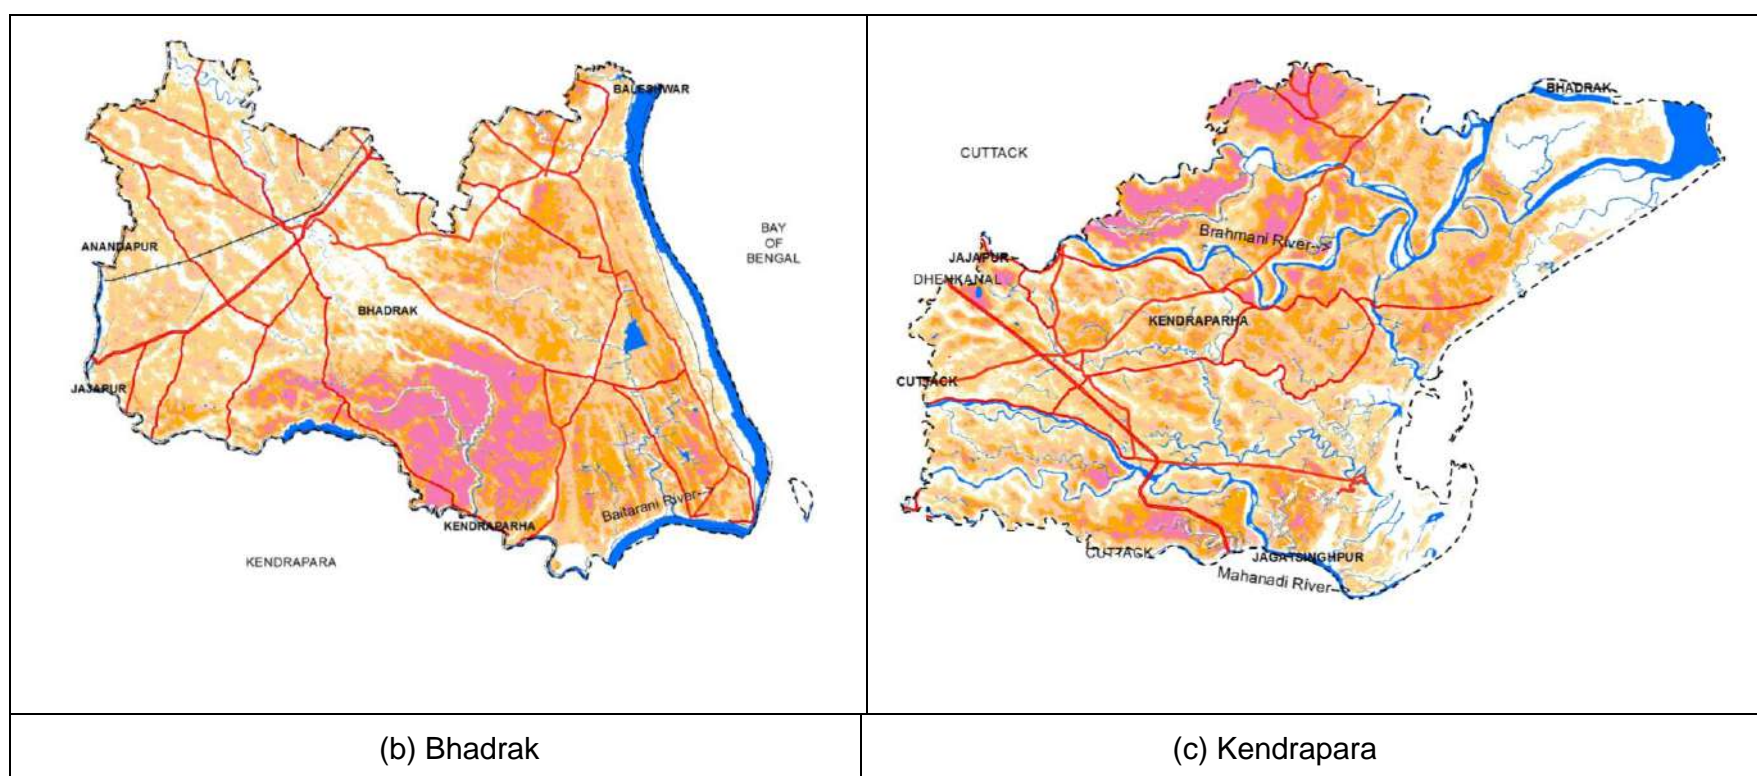 BALESHWAR
BAY
OF
BENGAL
ANANDAPUR
BHADRAK
JAJAPUR
Baitarani River-->
KENDRAPARHA
KENDRAPARA
(b) Bhadrak
BHADRAK
CUTTACK
Brahmani River-->
JAJAPUR
DHENKANAL
KENDRAPARHA
CUTTACK
CUTTACK
JAGATSINGHPUR
Mahanadi River-->
(c) Kendrapara